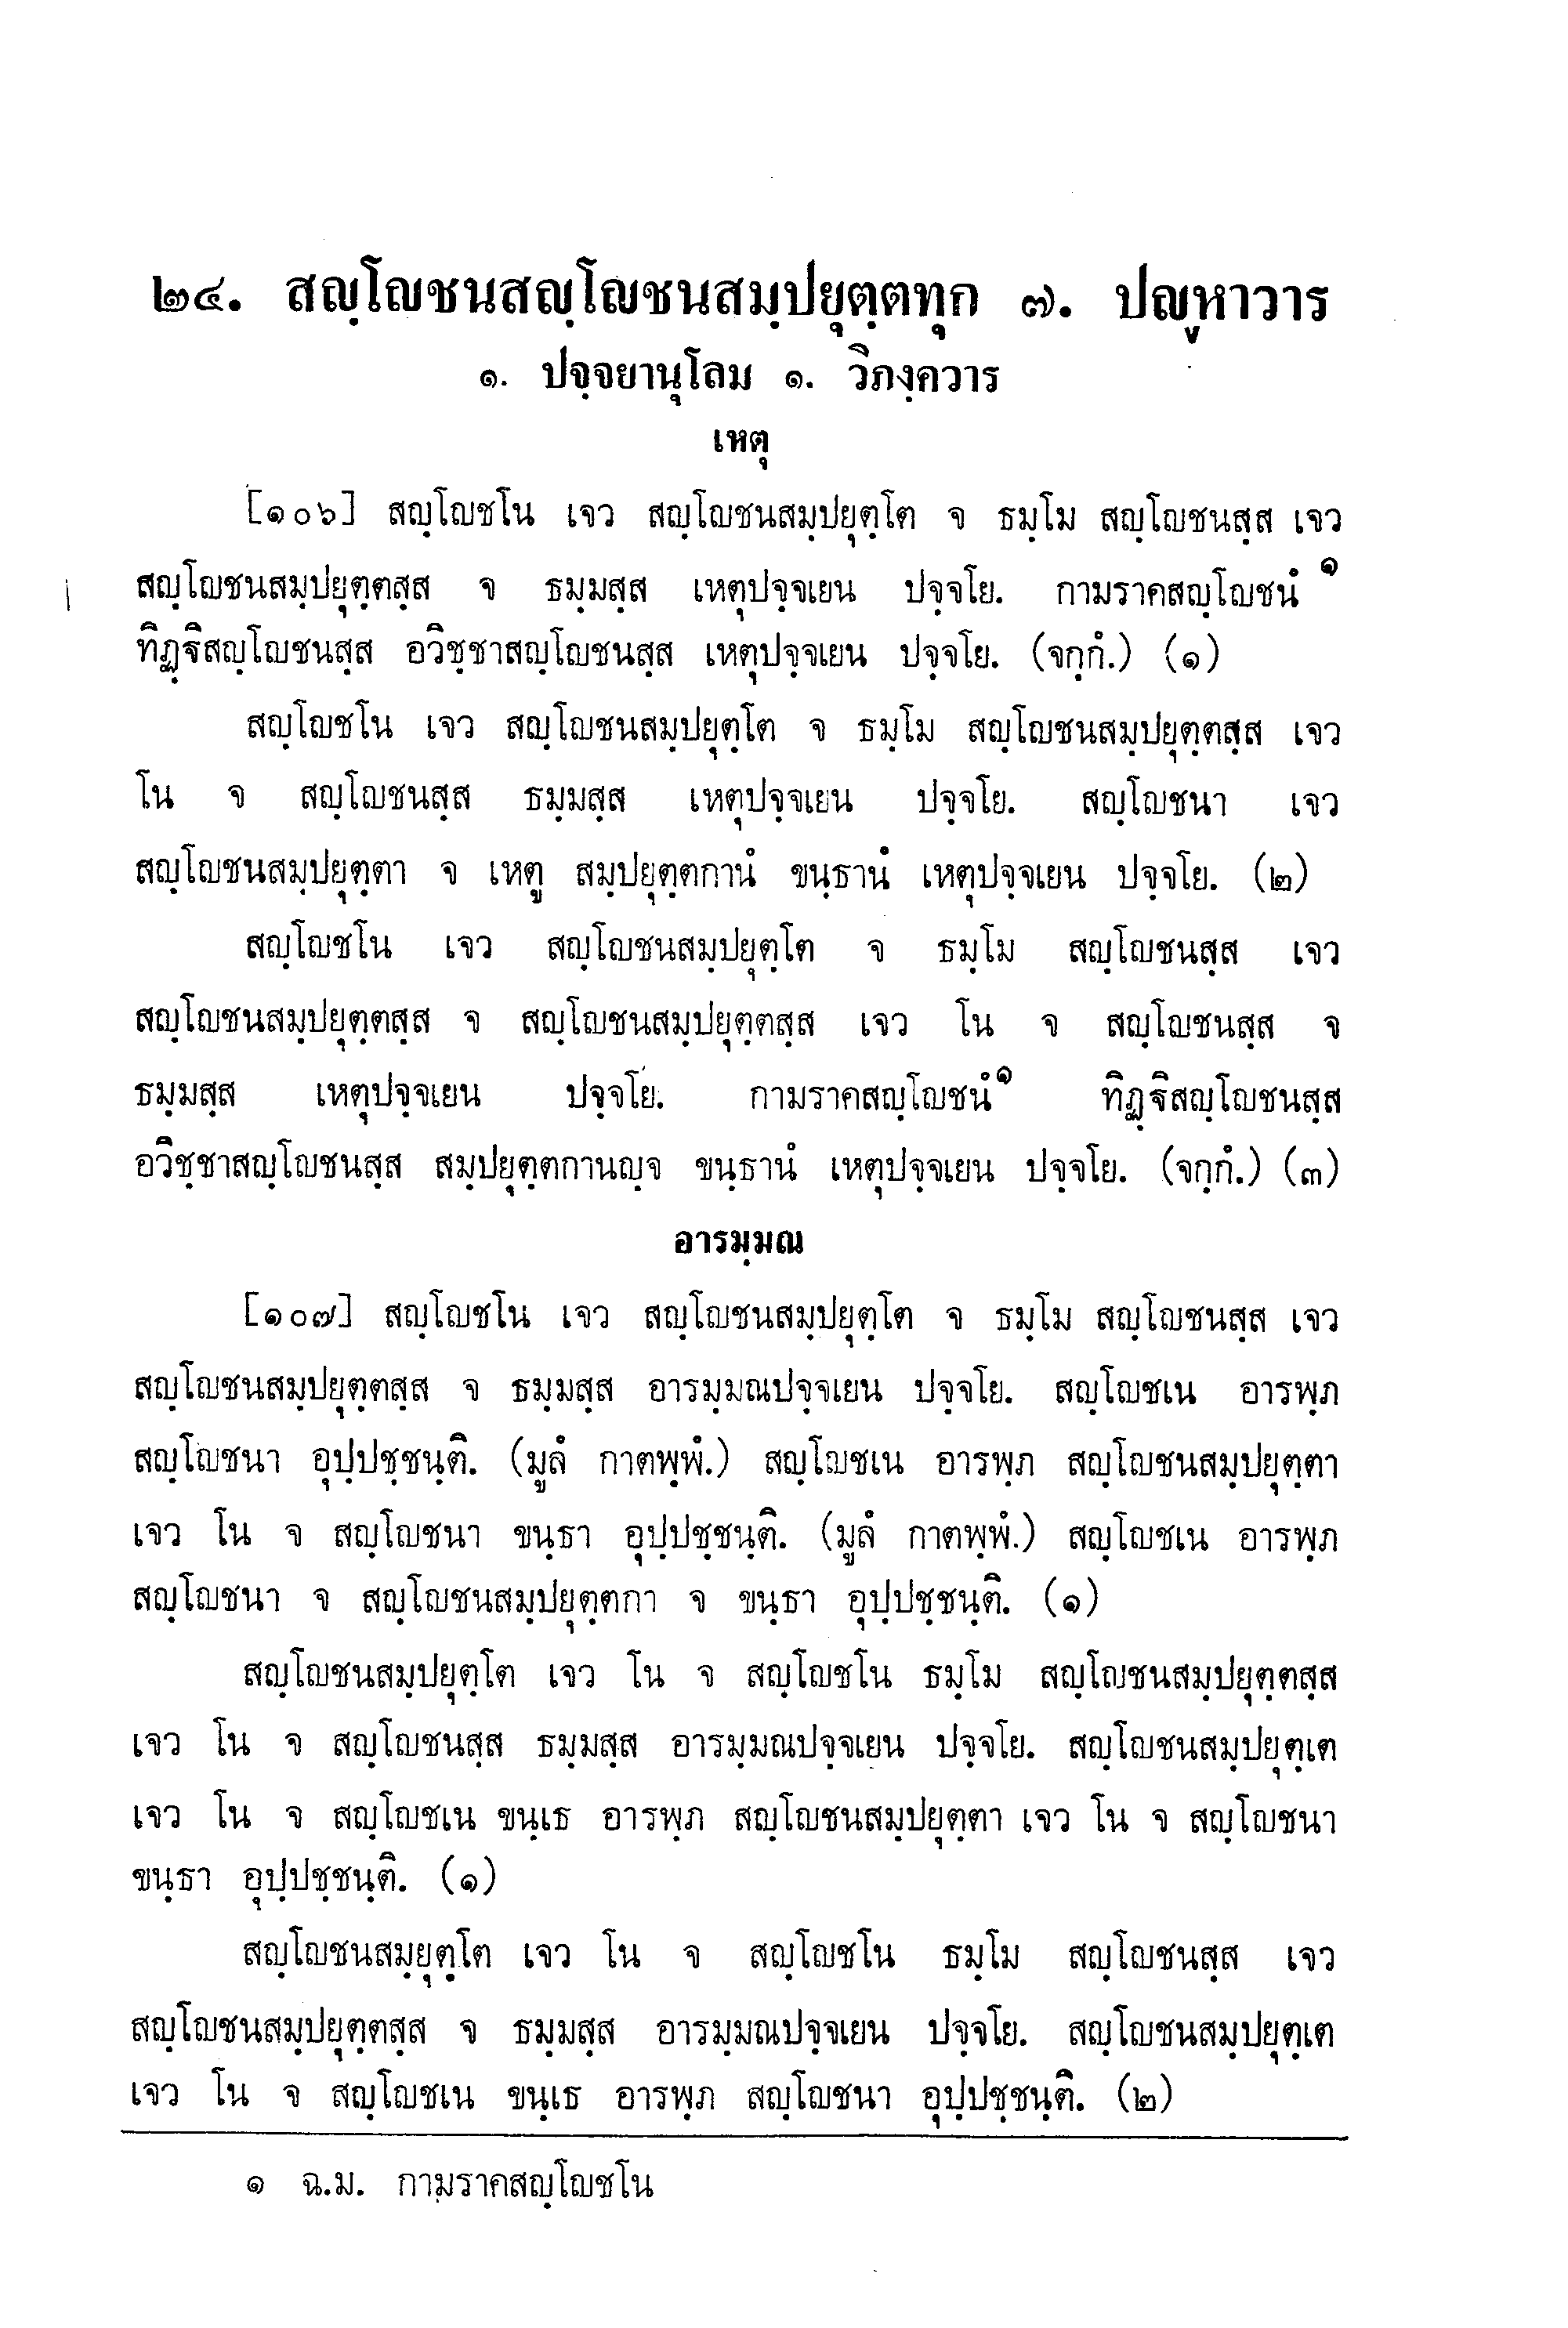 ๒๔. สญฺโญชนสญฺโญชนสมฺปยุตฺตทุก ๗. ปญฺหาวาร
๑. ปจฺจยานุโลม ๑. วิภงฺควาร
เหตุ
[๑๐๖] สญฺโญชโน เจว สญฺโญชนสมฺปยุตฺโต จ ธมฺโม สญฺโญชนสฺส เจว
สญฺโญชนสมฺปยุตฺตสฺส จ ธมฺมสฺส เหตุปจฺจเยน ปจฺจโย. กามราคสญฺโญชนํ ๑
ทิฏฺฐิสญฺโญชนสฺส อวิชฺชาสญฺโญชนสฺส เหตุปจฺจเยน ปจฺจโย. (จกฺกํ.) (๑)
สญฺโญชโน เจว สญฺโญชนสมฺปยุตฺโต จ ธมฺโม สญฺโญชนสมฺปยุตฺตสฺส เจว
โน จ สญฺโญชนสฺส ธมฺมสฺส เหตุปจฺจเยน ปจฺจโย. สญฺโญชนา เจว
สญฺโญชนสมฺปยุตฺตา จ เหตู สมฺปยุตฺตกานํ ขนฺธานํ เหตุปจฺจเยน ปจฺจโย. (๒)
สญฺโญชโน เจว สญฺโญชนสมฺปยุตฺโต จ ธมฺโม สญฺโญชนสฺส เจว
สญฺโญชนสมฺปยุตฺตสฺส จ สญฺโญชนสมฺปยุตฺตสฺส เจว โน จ สญฺโญชนสฺส จ
ธมฺมสฺส เหตุปจฺจเยน ปจฺจโย. กามราคสญฺโญชนํ๑ ทิฏฺฐิสญฺโญชนสฺส
อวิชฺชาสญฺโญชนสฺส สมฺปยุตฺตกานญฺจ ขนฺธานํ เหตุปจฺจเยน ปจฺจโย. (จกฺกํ.) (๓)
อารมฺมณ
[๑๐๗] สญฺโญชโน เจว สญฺโญชนสมฺปยุตฺโต จ ธมฺโม สญฺโญชนสฺส เจว
สญฺโญชนสมฺปยุตฺตสฺส จ ธมฺมสฺส อารมฺมณปจฺจเยน ปจฺจโย. สญฺโญชเน อารพฺภ
สญฺโญชนา อุปฺปชฺชนฺติ. (มูลํ กาตพฺพํ.) สญฺโญชเน อารพฺภ สญฺโญชนสมฺปยุตฺตา
เจว โน จ สญฺโญชนา ขนฺธา อุปฺปชฺชนฺติ. (มูลํ กาตพฺพํ.) สญฺโญชเน อารพฺภ
สญฺโญชนา จ สญฺโญชนสมฺปยุตฺตกา จ ขนฺธา อุปฺปชฺชนฺติ. (๑)
สญฺโญชนสมฺปยุตฺโต เจว โน จ สญฺโญชโน ธมฺโม สญฺโญชนสมฺปยุตฺตสฺส
เจว โน จ สญฺโญชนสฺส ธมฺมสฺส อารมฺมณปจฺจเยน ปจฺจโย. สญฺโญชนสมฺปยุตฺเต
เจว โน จ สญฺโญชเน ขนฺเธ อารพฺภ สญฺโญชนสมฺปยุตฺตา เจว โน จ สญฺโญชนา
ขนฺธา อุปฺปชฺชนฺติ. (๑)
สญฺโญชนสมฺยุตฺโต เจว โน จ สญฺโญชโน ธมฺโม สญฺโญชนสฺส เจว
สญฺโญชนสมฺปยุตฺตสฺส จ ธมฺมสฺส อารมฺมณปจฺจเยน ปจฺจโย. สญฺโญชนสมฺปยุตฺเต
เจว โน จ สญฺโญชเน ขนฺเธ อารพฺภ สญฺโญชนา อุปฺปชฺชนฺติ. (๒)
๑ ฉ.ม. กามราคสญฺโญชโน